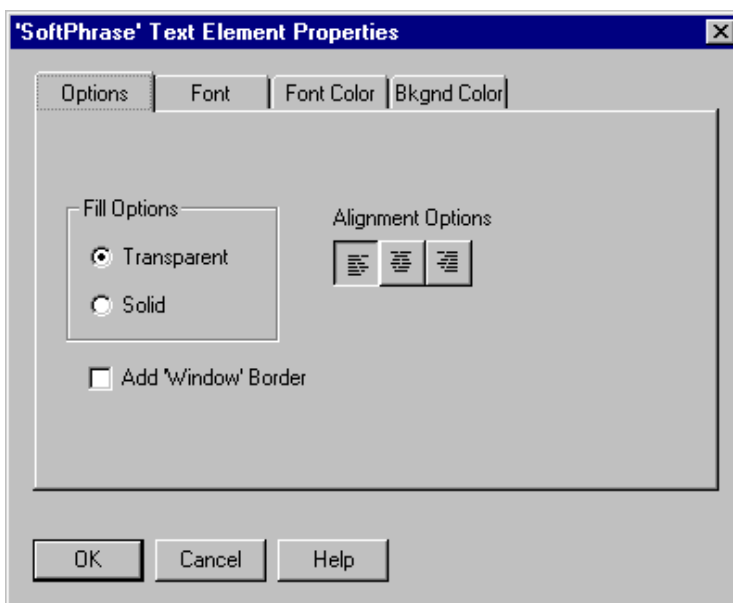 'SoftPhrase' Text Element Properties
Options Font Font Color Bkgnd Color
Fill Options
Alignment Options
Transparent
Solid
Add 'Window' Border
OK Cancel Help